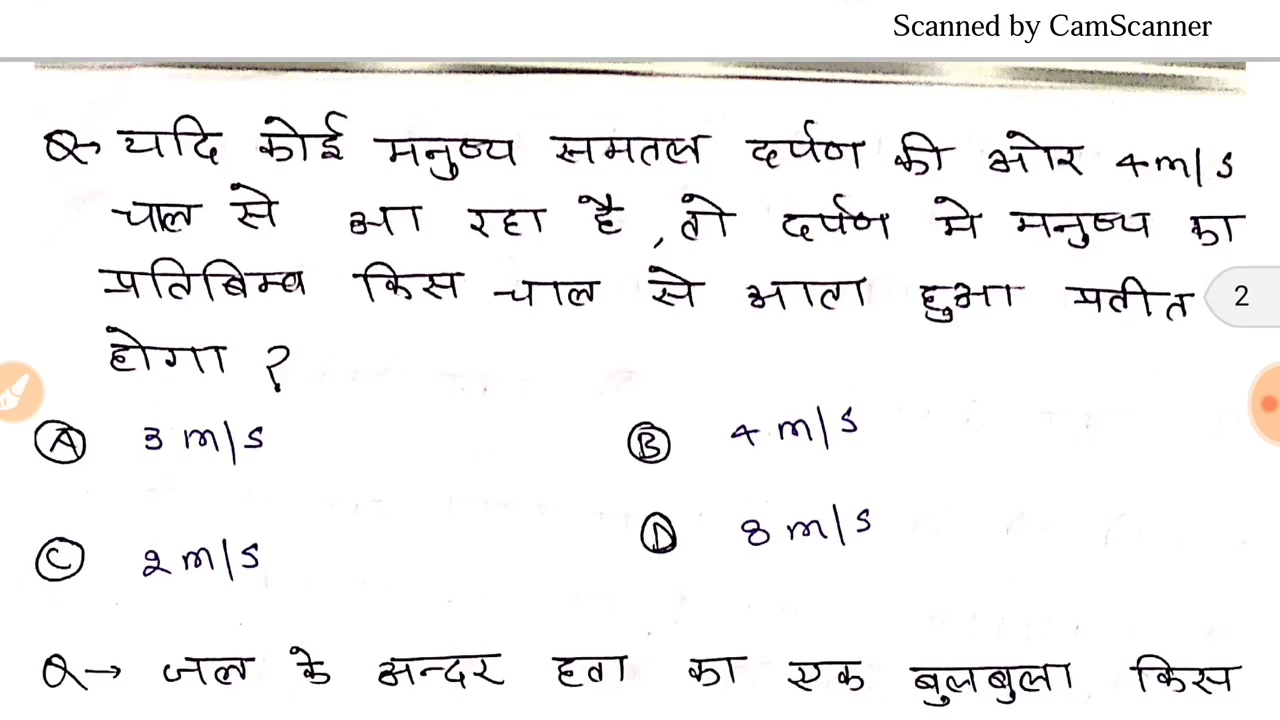 Scanned by CamScanner
Q→ यदि कोई मनुष्य समतल दर्पण की ओर 4 m/s
चाल से आ रहा है, तो दर्पण मे मनुष्य का
प्रतिबिम्ब किस चाल से आता हुआ प्रतीत
2
होगा ?
(A) 3 m/s
(B) 4 m/s
(C) 2 m/s
(D) 8 m/s
Q→ जल के अन्दर हवा का एक बुलबुला किस